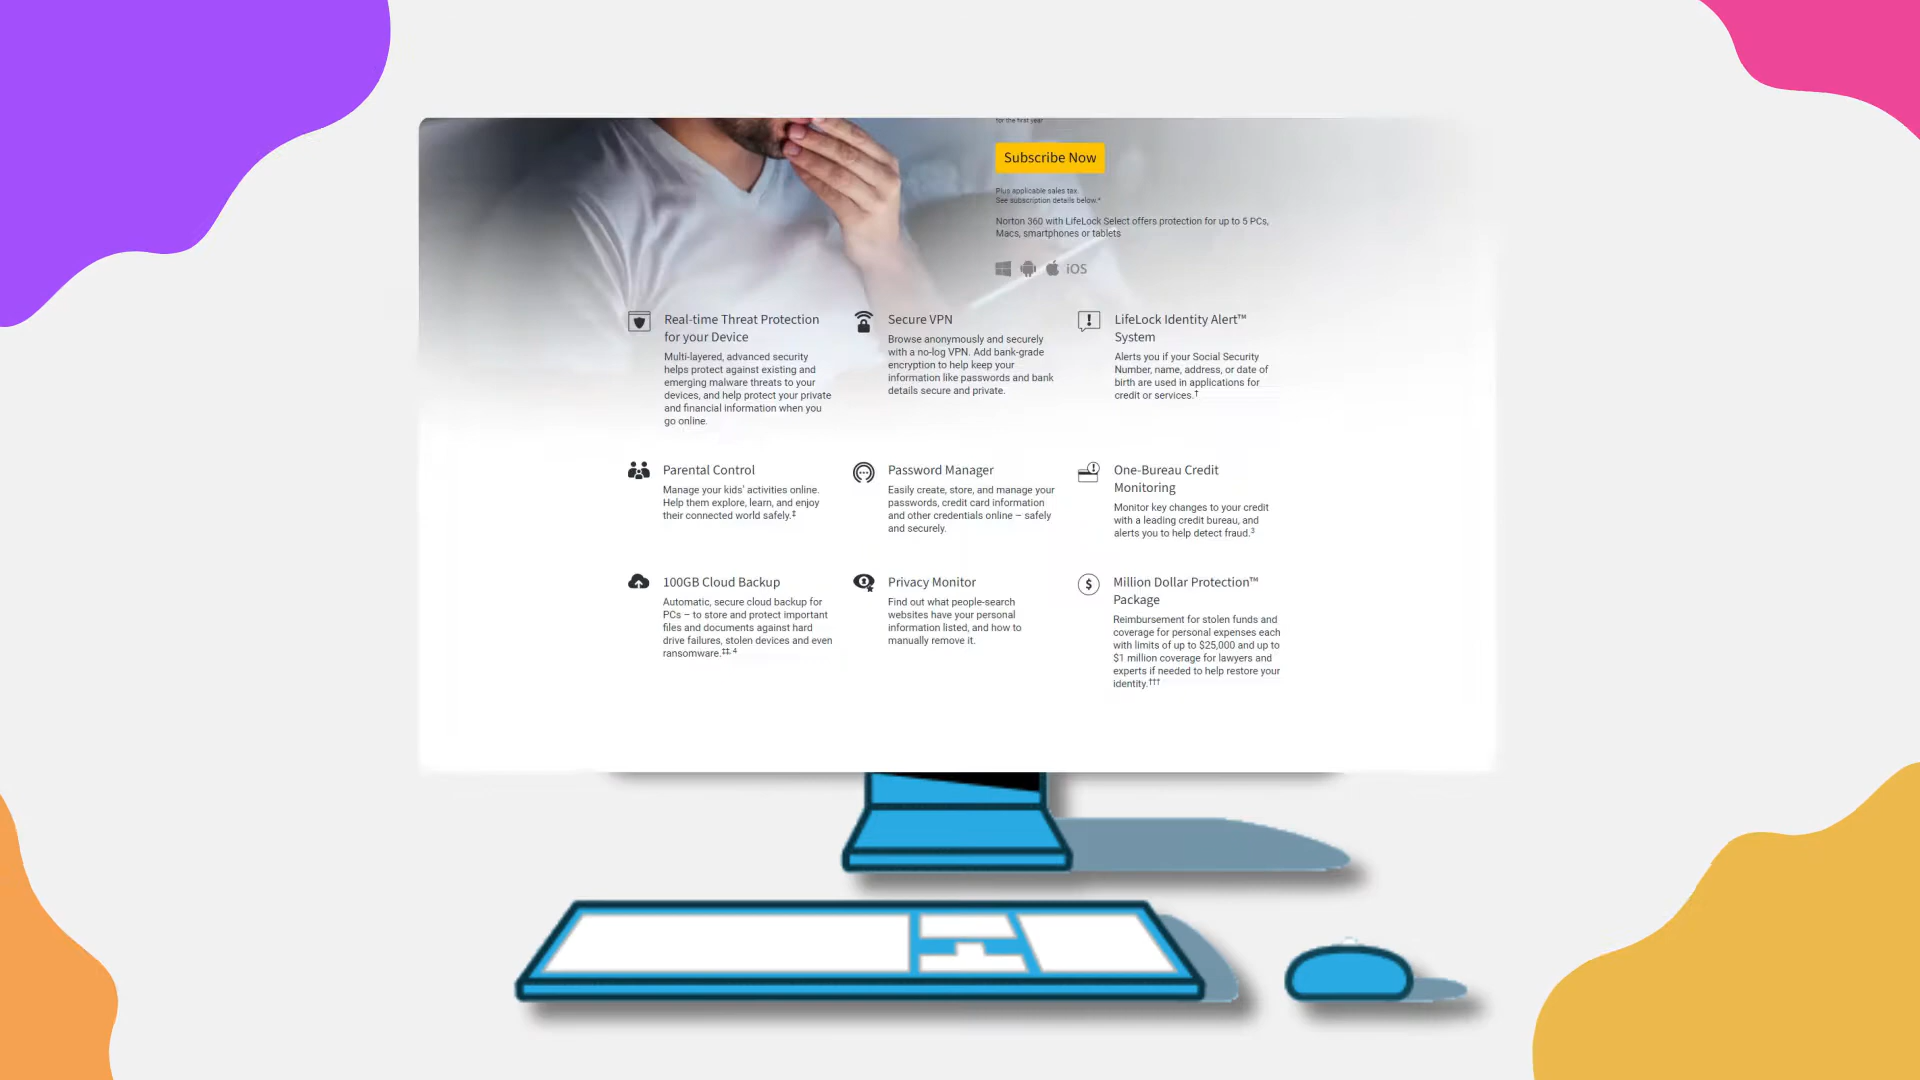 for the first year
Subscribe Now
Plus applicable sales tax.
See subscription details below.*
Norton 360 with LifeLock Select offers protection for up to 5 PCs,
Macs, smartphones or tablets
iOS
Real-time Threat Protection
for your Device
Multi-layered, advanced security
helps protect against existing and
emerging malware threats to your
devices, and help protect your private
and financial information when you
go online.
Secure VPN
Browse anonymously and securely
with a no-log VPN. Add bank-grade
encryption to help keep your
information like passwords and bank
details secure and private.
LifeLock Identity Alert™
System
Alerts you if your Social Security
Number, name, address, or date of
birth are used in applications for
credit or services.†
Parental Control
Manage your kids' activities online.
Help them explore, learn, and enjoy
their connected world safely.‡
Password Manager
Easily create, store, and manage your
passwords, credit card information
and other credentials online – safely
and securely.
One-Bureau Credit
Monitoring
Monitor key changes to your credit
with a leading credit bureau, and
alerts you to help detect fraud.³
100GB Cloud Backup
Automatic, secure cloud backup for
PCs – to store and protect important
files and documents against hard
drive failures, stolen devices and even
ransomware.‡‡, ⁴
Privacy Monitor
Find out what people-search
websites have your personal
information listed, and how to
manually remove it.
Million Dollar Protection™
Package
Reimbursement for stolen funds and
coverage for personal expenses each
with limits of up to $25,000 and up to
$1 million coverage for lawyers and
experts if needed to help restore your
identity.†††